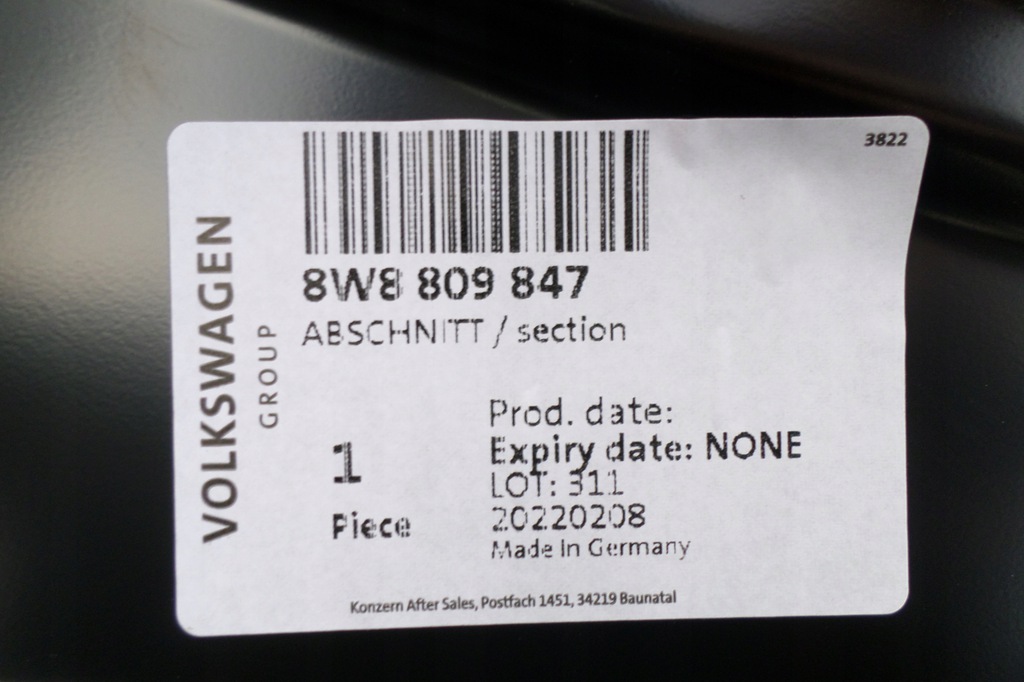 3822
8W8 809 847
ABSCHNITT / section
VOLKSWAGEN
GROUP
1
Piece
Prod. date:
Expiry date: NONE
LOT: 311
20220208
Made In Germany
Konzern After Sales, Postfach 1451, 34219 Baunatal